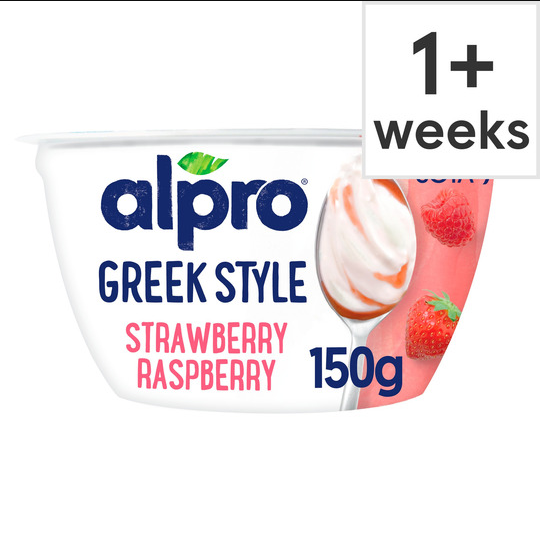 1+
weeks
alpro®
GREEK STYLE
STRAWBERRY
RASPBERRY
150g